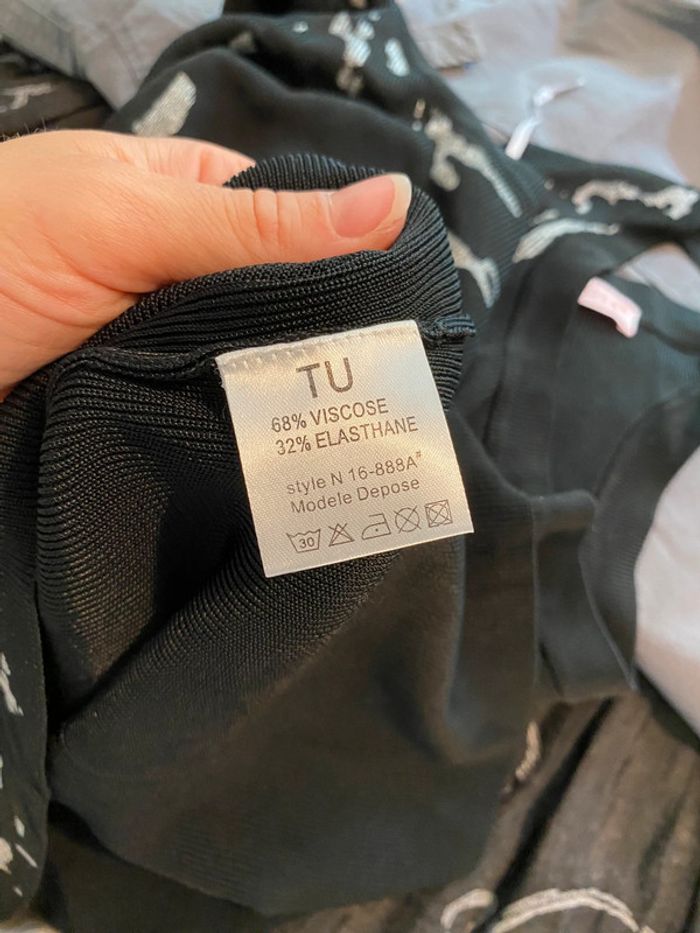 TU
68% VISCOSE
32% ELASTHANE
style N 16-888A#
Modele Depose
30